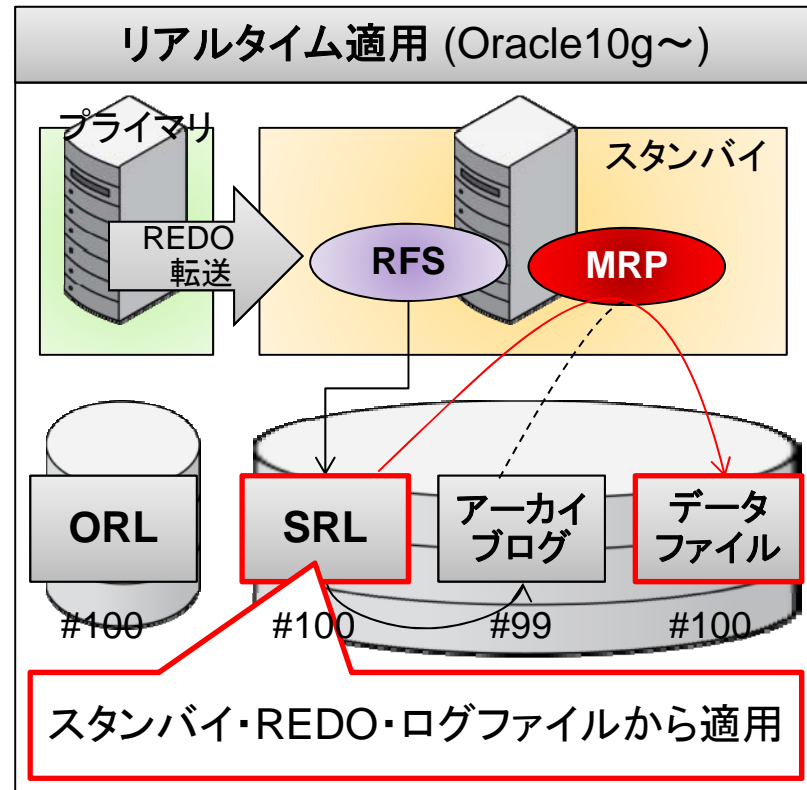 リアルタイム適用 (Oracle10g～)
プライマリ
スタンバイ
REDO
転送
RFS
MRP
ORL
SRL
アーカイ
ブログ
データ
ファイル
#100
#100
#99
#100
スタンバイ・REDO・ログファイルから適用